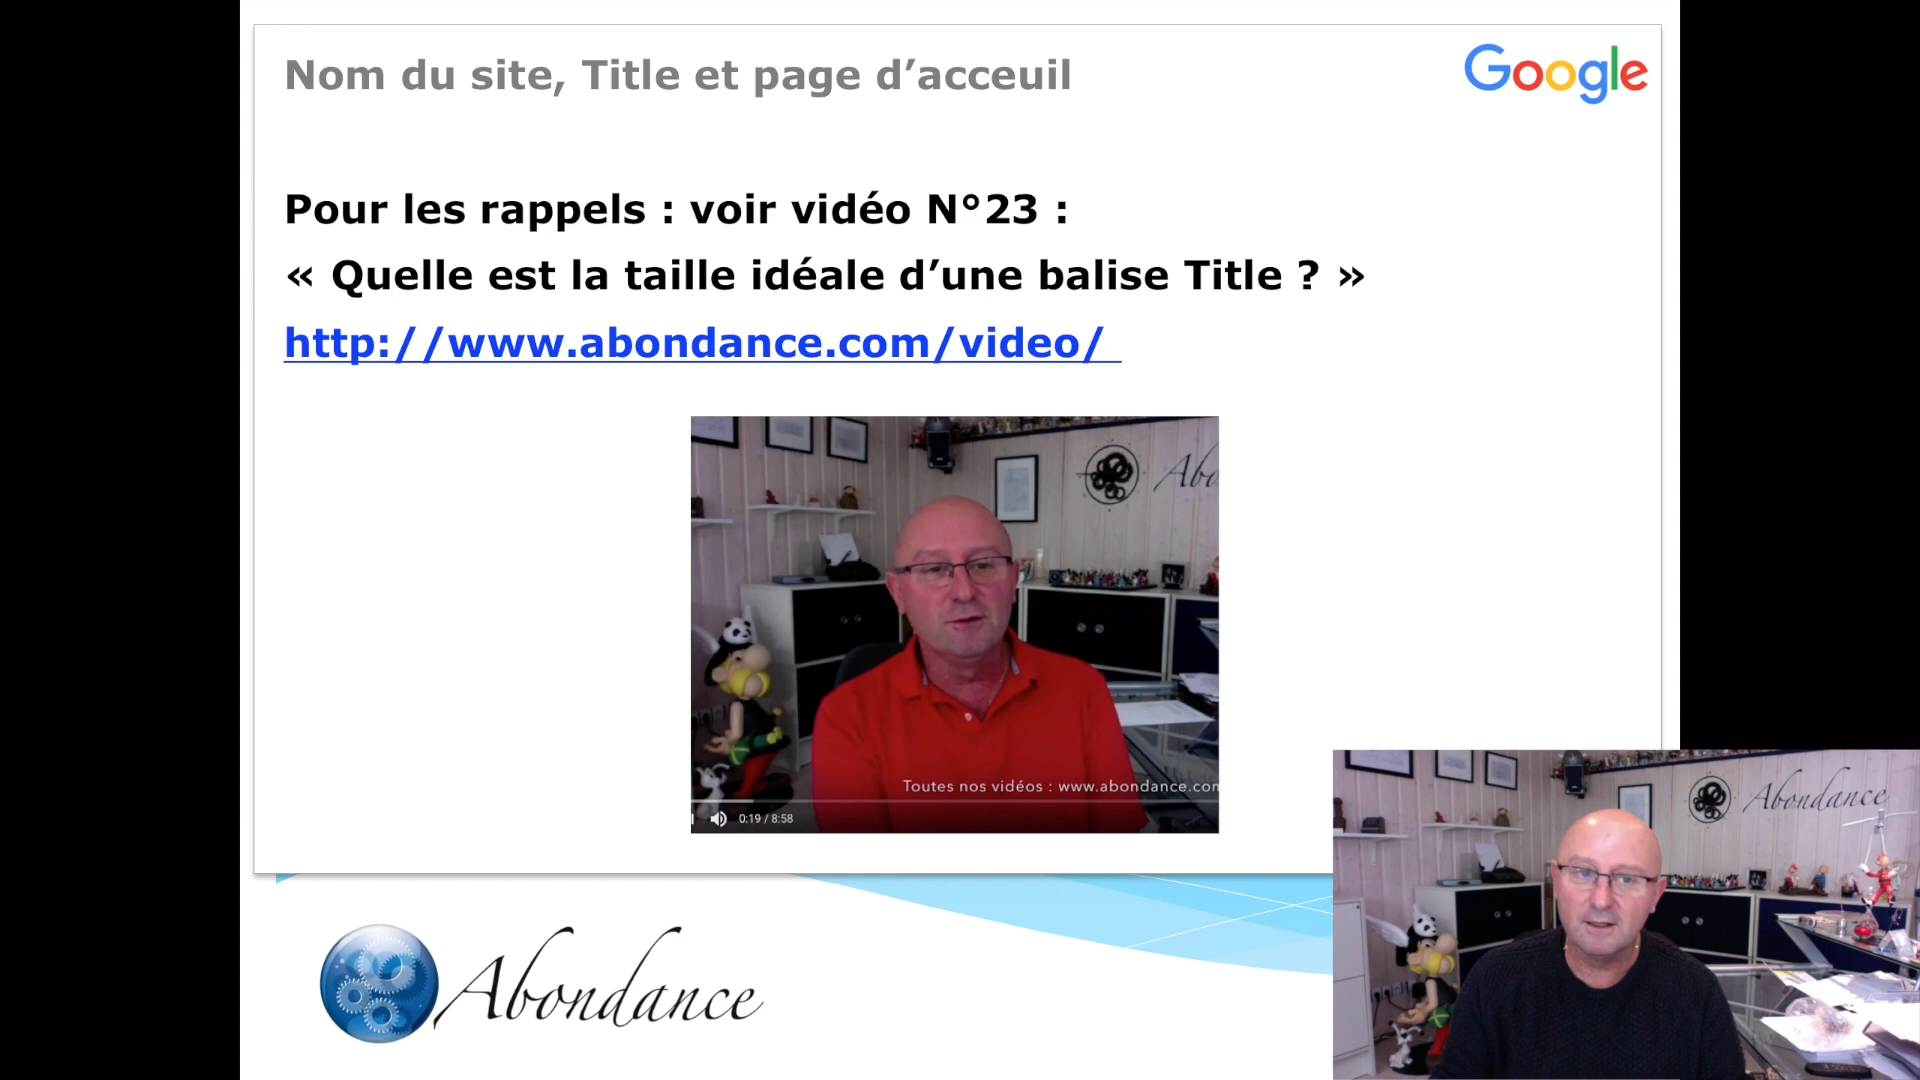 Nom du site, Title et page d’acceuil
Google
Pour les rappels : voir vidéo N°23 :
« Quelle est la taille idéale d’une balise Title ? »
http://www.abondance.com/video/
Abo
Toutes nos vidéos : www.abondance.com
0:19 / 8:58
Abondance
Abondance